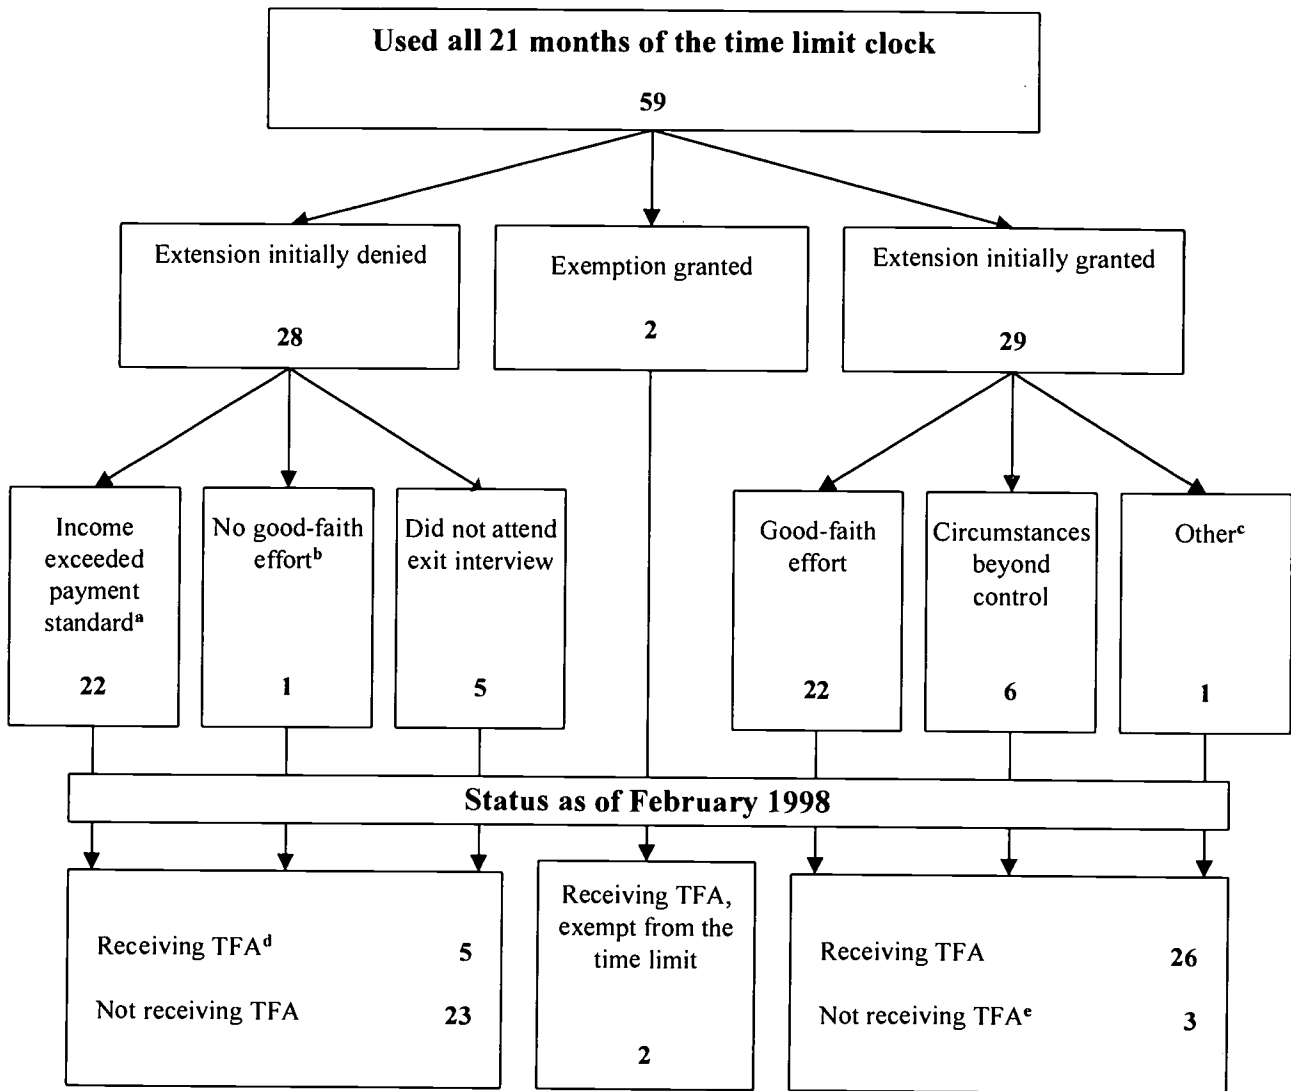 Used all 21 months of the time limit clock
59
Extension initially denied
28
Exemption granted
2
Extension initially granted
29
Income
exceeded
payment
standardᵃ
22
No good-faith
effortᵇ
1
Did not attend
exit interview
5
Good-faith
effort
22
Circumstances
beyond
control
6
Otherᶜ
1
Status as of February 1998
Receiving TFAᵈ 5
Not receiving TFA 23
Receiving TFA,
exempt from the
time limit
2
Receiving TFA 26
Not receiving TFAᵉ 3